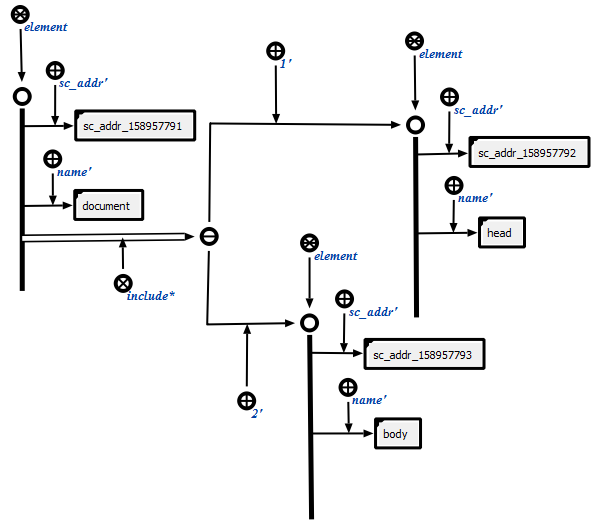 element
sc_addr'
sc_addr_158957791
name'
document
include*
1'
element
sc_addr'
sc_addr_158957792
name'
head
element
sc_addr'
sc_addr_158957793
2'
name'
body